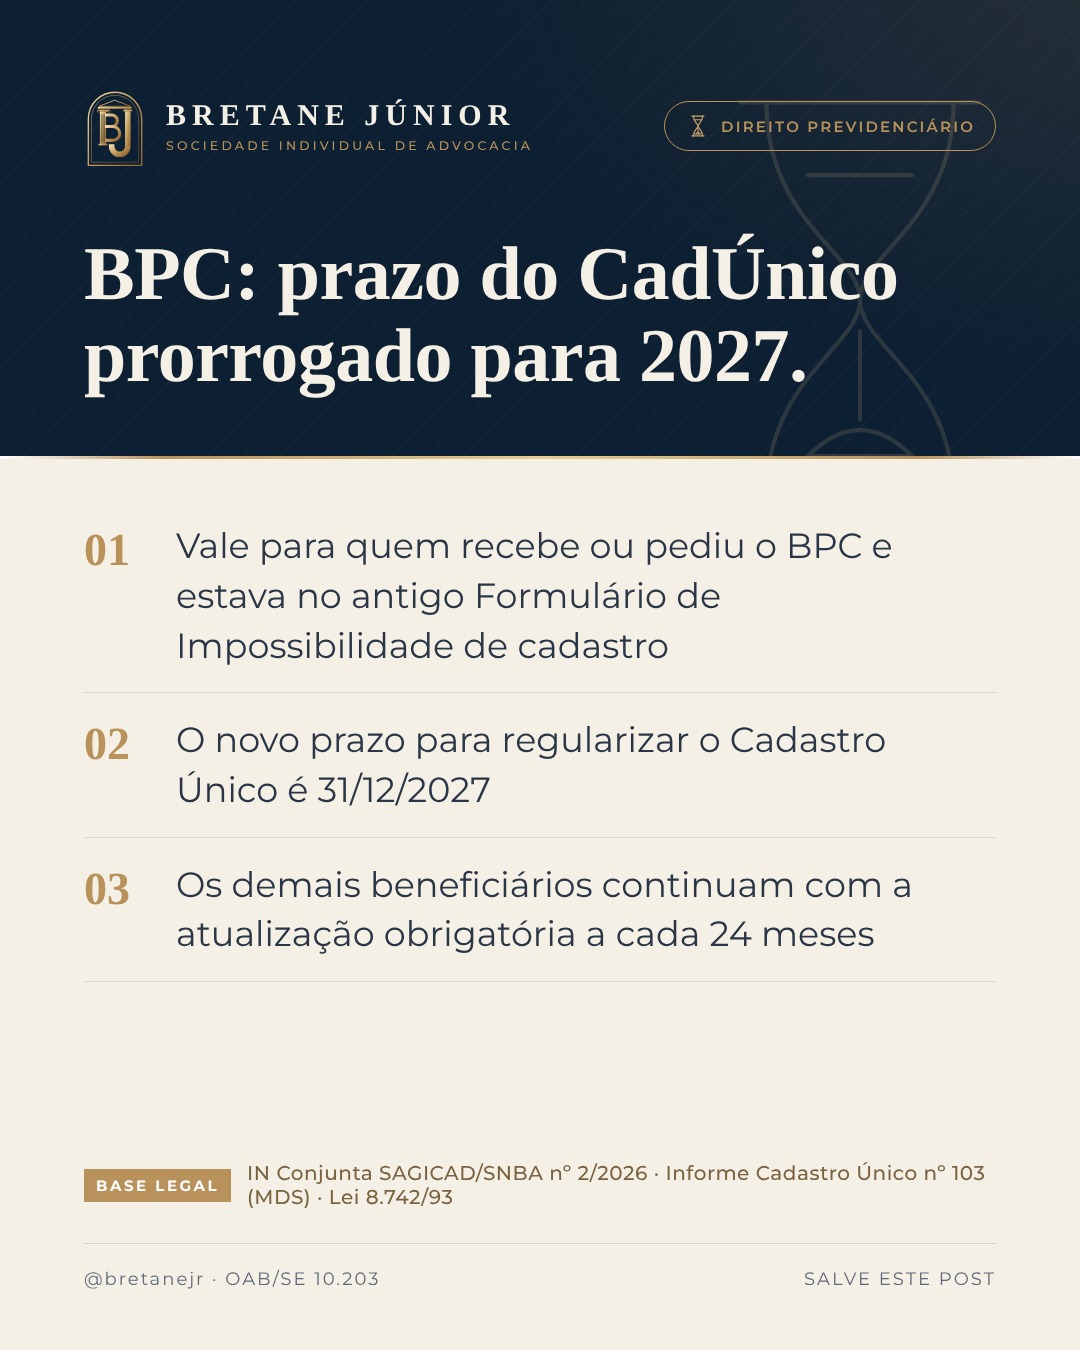 BRETANE JÚNIOR
SOCIEDADE INDIVIDUAL DE ADVOCACIA
DIREITO PREVIDENCIÁRIO
BPC: prazo do CadÚnico
prorrogado para 2027.
01 Vale para quem recebe ou pediu o BPC e
estava no antigo Formulário de
Impossibilidade de cadastro
02 O novo prazo para regularizar o Cadastro
Único é 31/12/2027
03 Os demais beneficiários continuam com a
atualização obrigatória a cada 24 meses
BASE LEGAL
IN Conjunta SAGICAD/SNBA nº 2/2026 · Informe Cadastro Único nº 103
(MDS) · Lei 8.742/93
@bretanejr · OAB/SE 10.203
SALVE ESTE POST